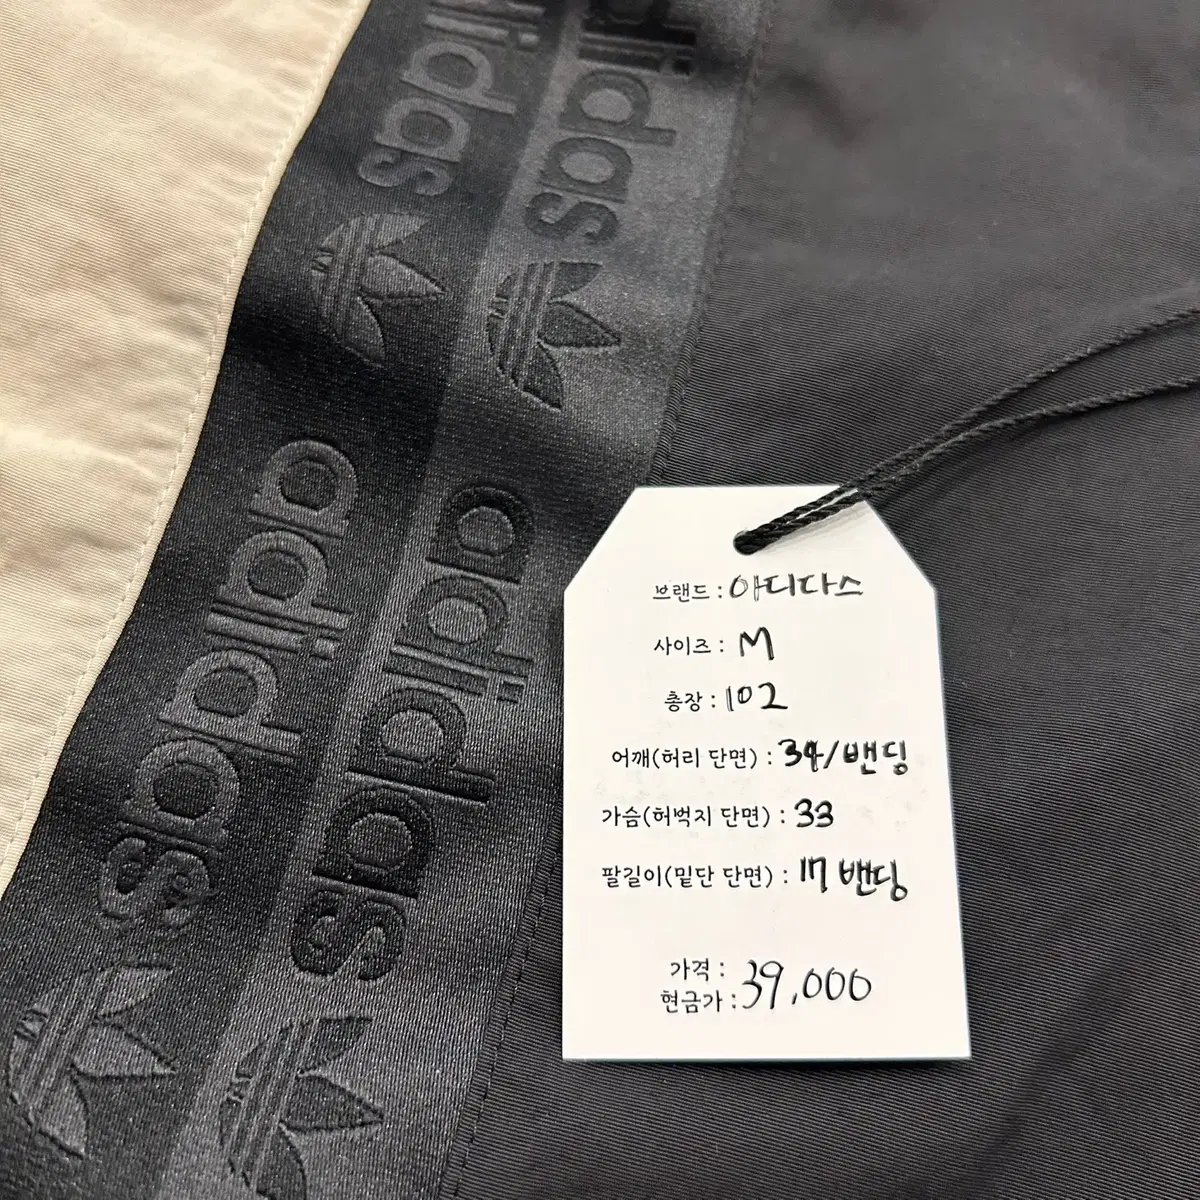 adidas
adidas
adidas
adidas
브랜드 : 아디다스
사이즈 : M
총장 : 102
어깨(허리 단면) : 34/밴딩
가슴(허벅지 단면) : 33
팔길이(밑단 단면) : 17 밴딩
가격 :
현금가 : 39,000